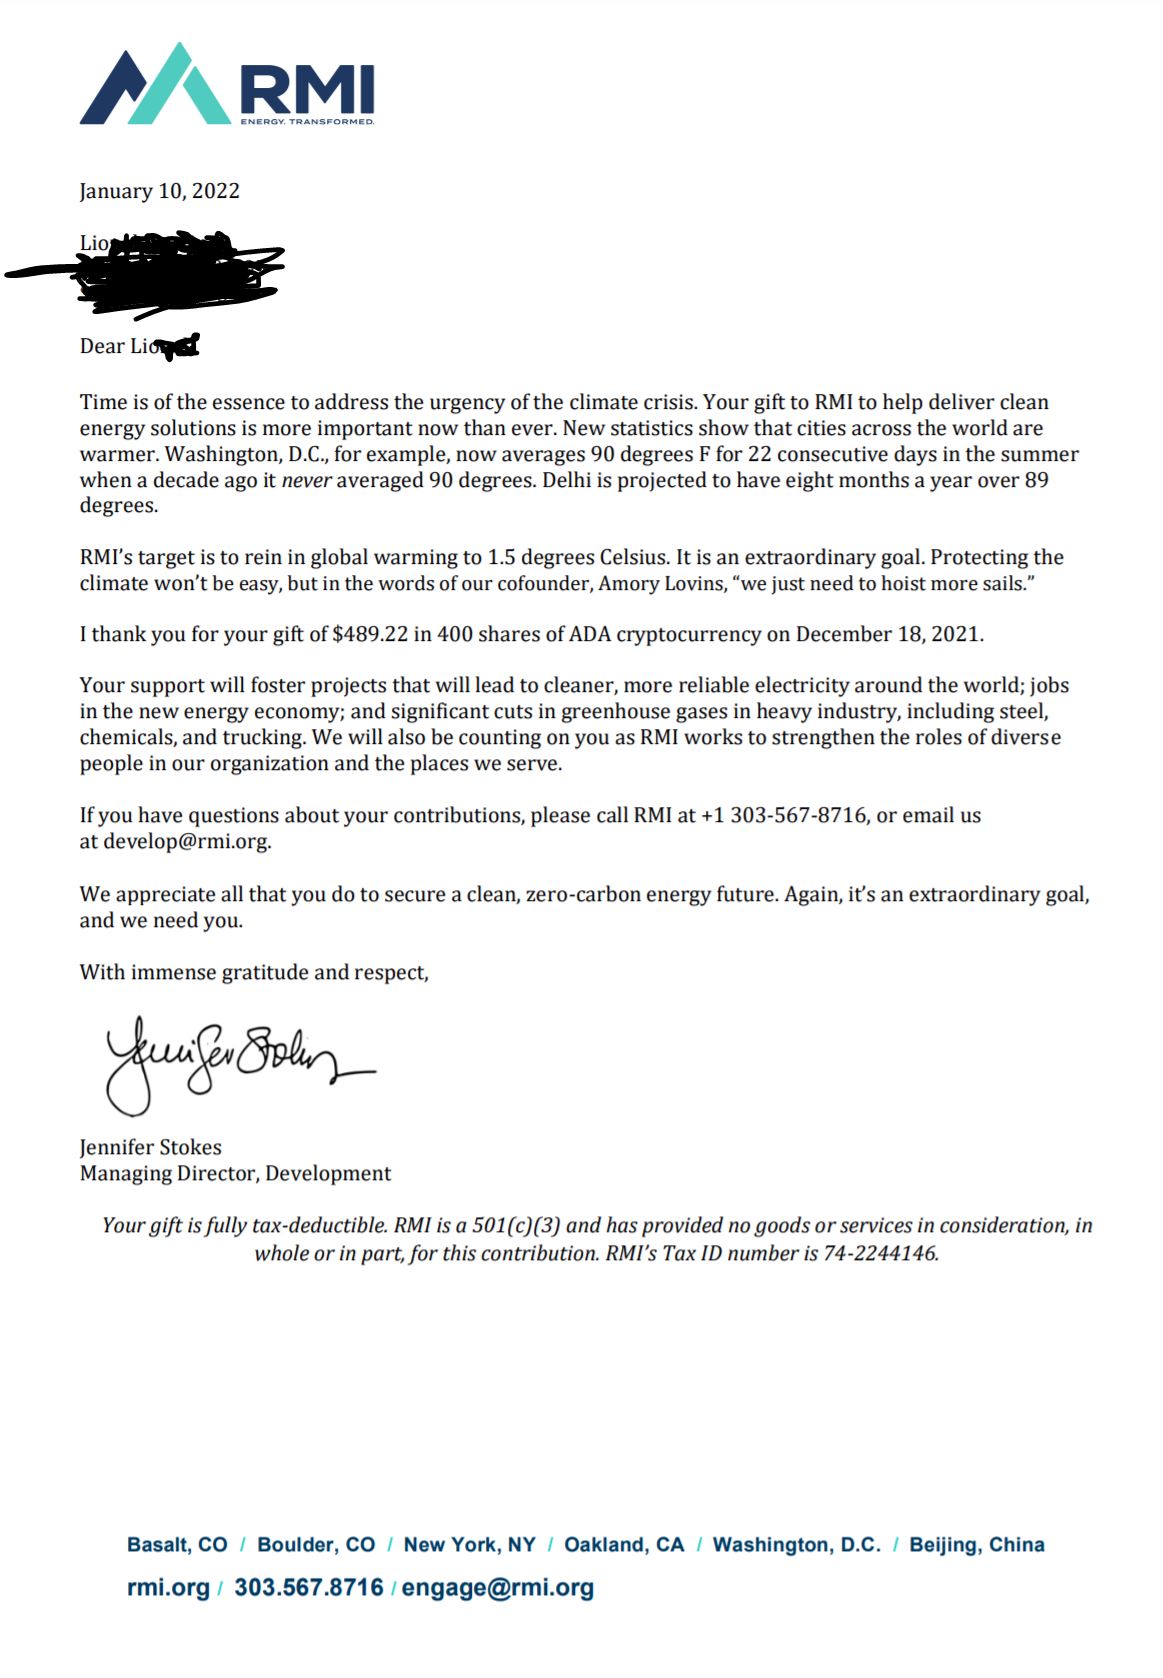 RMI
ENERGY. TRANSFORMED.
January 10, 2022
Dear
Time is of the essence to address the urgency of the climate crisis. Your gift to RMI to help deliver clean
energy solutions is more important now than ever. New statistics show that cities across the world are
warmer. Washington, D.C., for example, now averages 90 degrees F for 22 consecutive days in the summer
when a decade ago it never averaged 90 degrees. Delhi is projected to have eight months a year over 89
degrees.
RMI’s target is to rein in global warming to 1.5 degrees Celsius. It is an extraordinary goal. Protecting the
climate won’t be easy, but in the words of our cofounder, Amory Lovins, “we just need to hoist more sails.”
I thank you for your gift of $489.22 in 400 shares of ADA cryptocurrency on December 18, 2021.
Your support will foster projects that will lead to cleaner, more reliable electricity around the world; jobs
in the new energy economy; and significant cuts in greenhouse gases in heavy industry, including steel,
chemicals, and trucking. We will also be counting on you as RMI works to strengthen the roles of diverse
people in our organization and the places we serve.
If you have questions about your contributions, please call RMI at +1 303-567-8716, or email us
at develop@rmi.org.
We appreciate all that you do to secure a clean, zero-carbon energy future. Again, it’s an extraordinary goal,
and we need you.
With immense gratitude and respect,
Jennifer Stokes
Jennifer Stokes
Managing Director, Development
Your gift is fully tax-deductible. RMI is a 501(c)(3) and has provided no goods or services in consideration, in
whole or in part, for this contribution. RMI’s Tax ID number is 74-2244146.
Basalt, CO / Boulder, CO / New York, NY / Oakland, CA / Washington, D.C. / Beijing, China
rmi.org / 303.567.8716 / engage@rmi.org